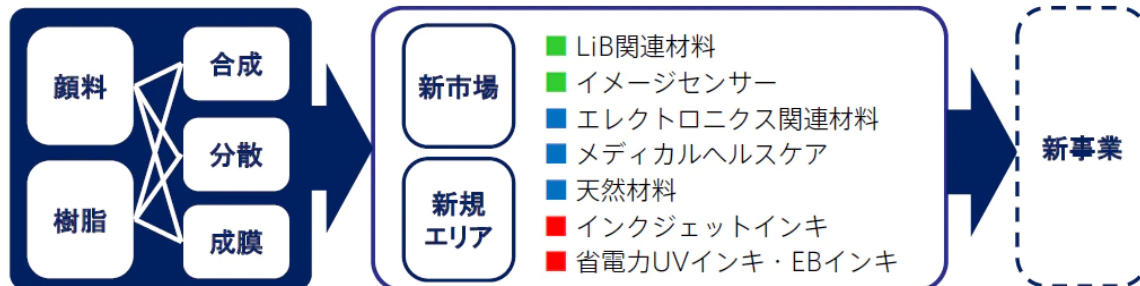 顔料
樹脂
合成
分散
成膜
新市場
新規
エリア
LiB関連材料
イメージセンサー
エレクトロニクス関連材料
メディカルヘルスケア
天然材料
インクジェットインキ
省電力UVインキ・EBインキ
新事業